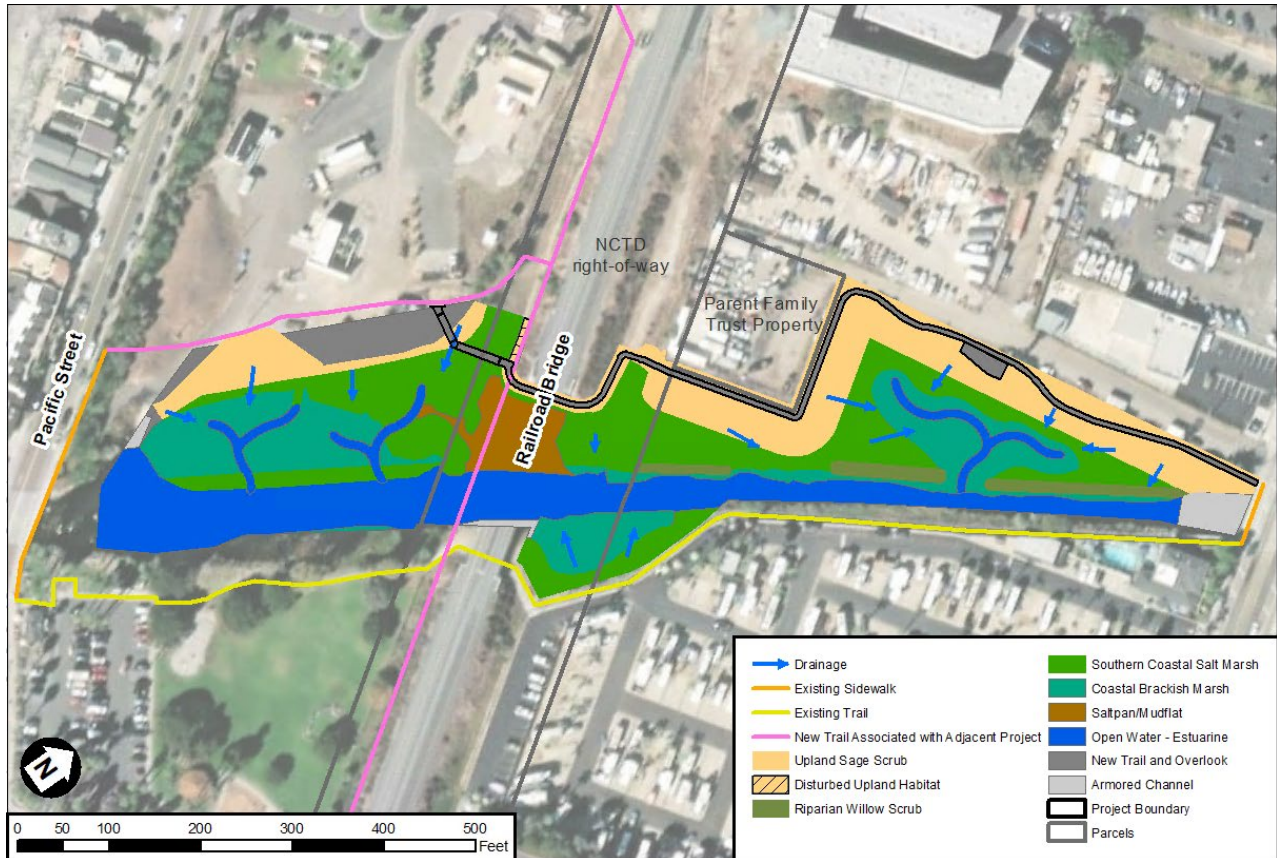 NCTD
right-of-way
Parent Family
Trust Property
Pacific Street
Railroad Bridge
N
0 50 100 200 300 400 500
Feet
Drainage
Existing Sidewalk
Existing Trail
New Trail Associated with Adjacent Project
Upland Sage Scrub
Disturbed Upland Habitat
Riparian Willow Scrub
Southern Coastal Salt Marsh
Coastal Brackish Marsh
Saltpan/Mudflat
Open Water - Estuarine
New Trail and Overlook
Armored Channel
Project Boundary
Parcels